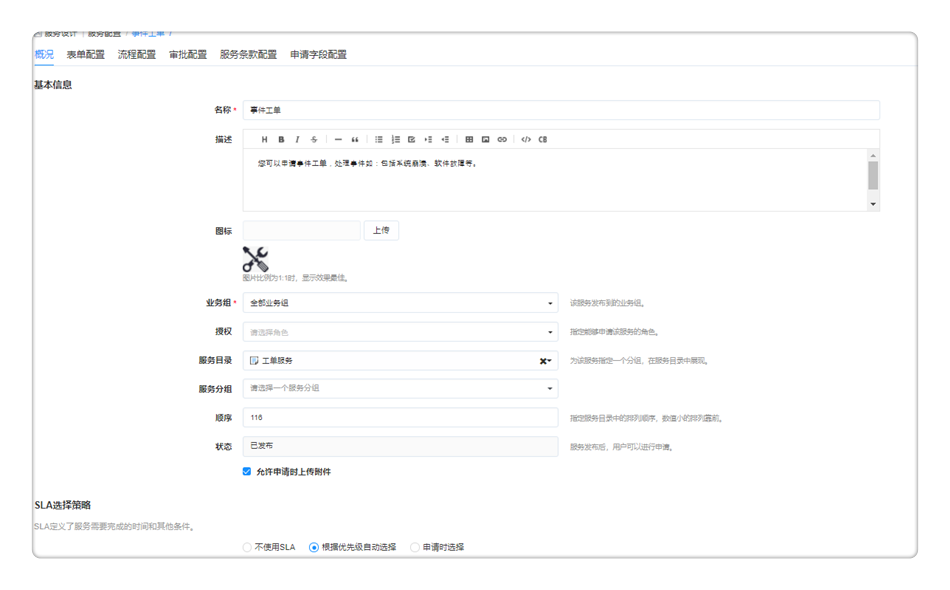 服务设计 / 服务配置 / 事件工单 /
概况 表单配置 流程配置 审批配置 服务条款配置 申请字段配置
基本信息
名称 * 事件工单
描述
您可以申请事件工单，处理事件如：包括系统崩溃、软件故障等。
图标 上传
图片比例为1:1时，显示效果最佳。
业务组 * 全部业务组 该服务发布到的业务组。
授权 请选择角色 指定能够申请该服务的角色。
服务目录 工单服务 为该服务指定一个分组，在服务目录中展现。
服务分组 请选择一个服务分组
顺序 116 指定服务目录中的排列顺序，数值小的排列靠前。
状态 已发布 服务发布后，用户可以进行申请。
允许申请时上传附件
SLA选择策略
SLA定义了服务需要完成的时间和其他条件。
不使用SLA 根据优先级自动选择 申请时选择